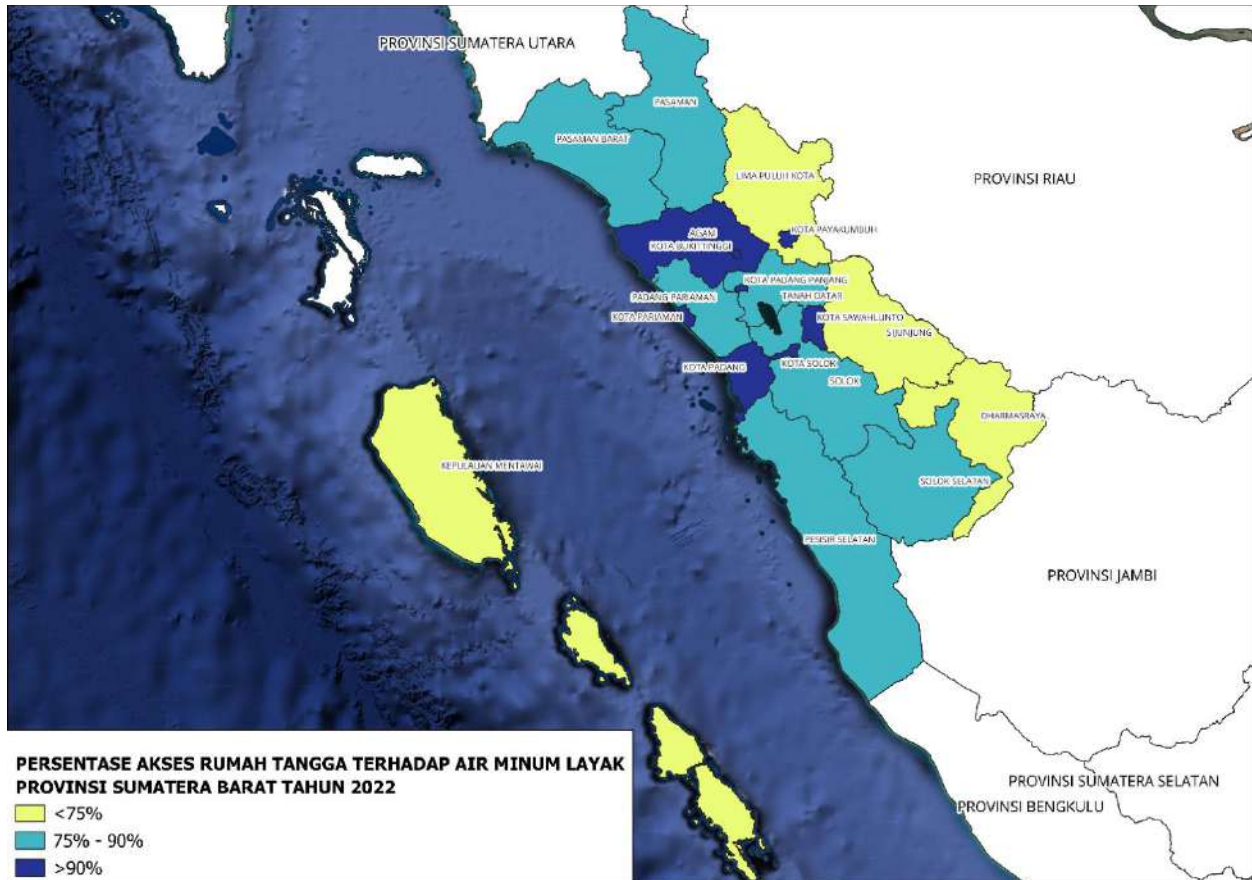 PROVINSI SUMATERA UTARA
PASAMAN
PASAMAN BARAT
LIMA PULUH KOTA
PROVINSI RIAU
AGAM
KOTA PAYAKUMBUH
KOTA BUKITTINGGI
KOTA PADANG PANJANG
PADANG PARIAMAN
TANAH DATAR
KOTA PARIAMAN
KOTA SAWAHLUNTO
SIJUNJUNG
KOTA PADANG
KOTA SOLOK
SOLOK
DHARMASRAYA
KEPULAUAN MENTAWAI
SOLOK SELATAN
PESISIR SELATAN
PROVINSI JAMBI
PROVINSI SUMATERA SELATAN
PROVINSI BENGKULU
PERSENTASE AKSES RUMAH TANGGA TERHADAP AIR MINUM LAYAK
PROVINSI SUMATERA BARAT TAHUN 2022
<75%
75% - 90%
>90%